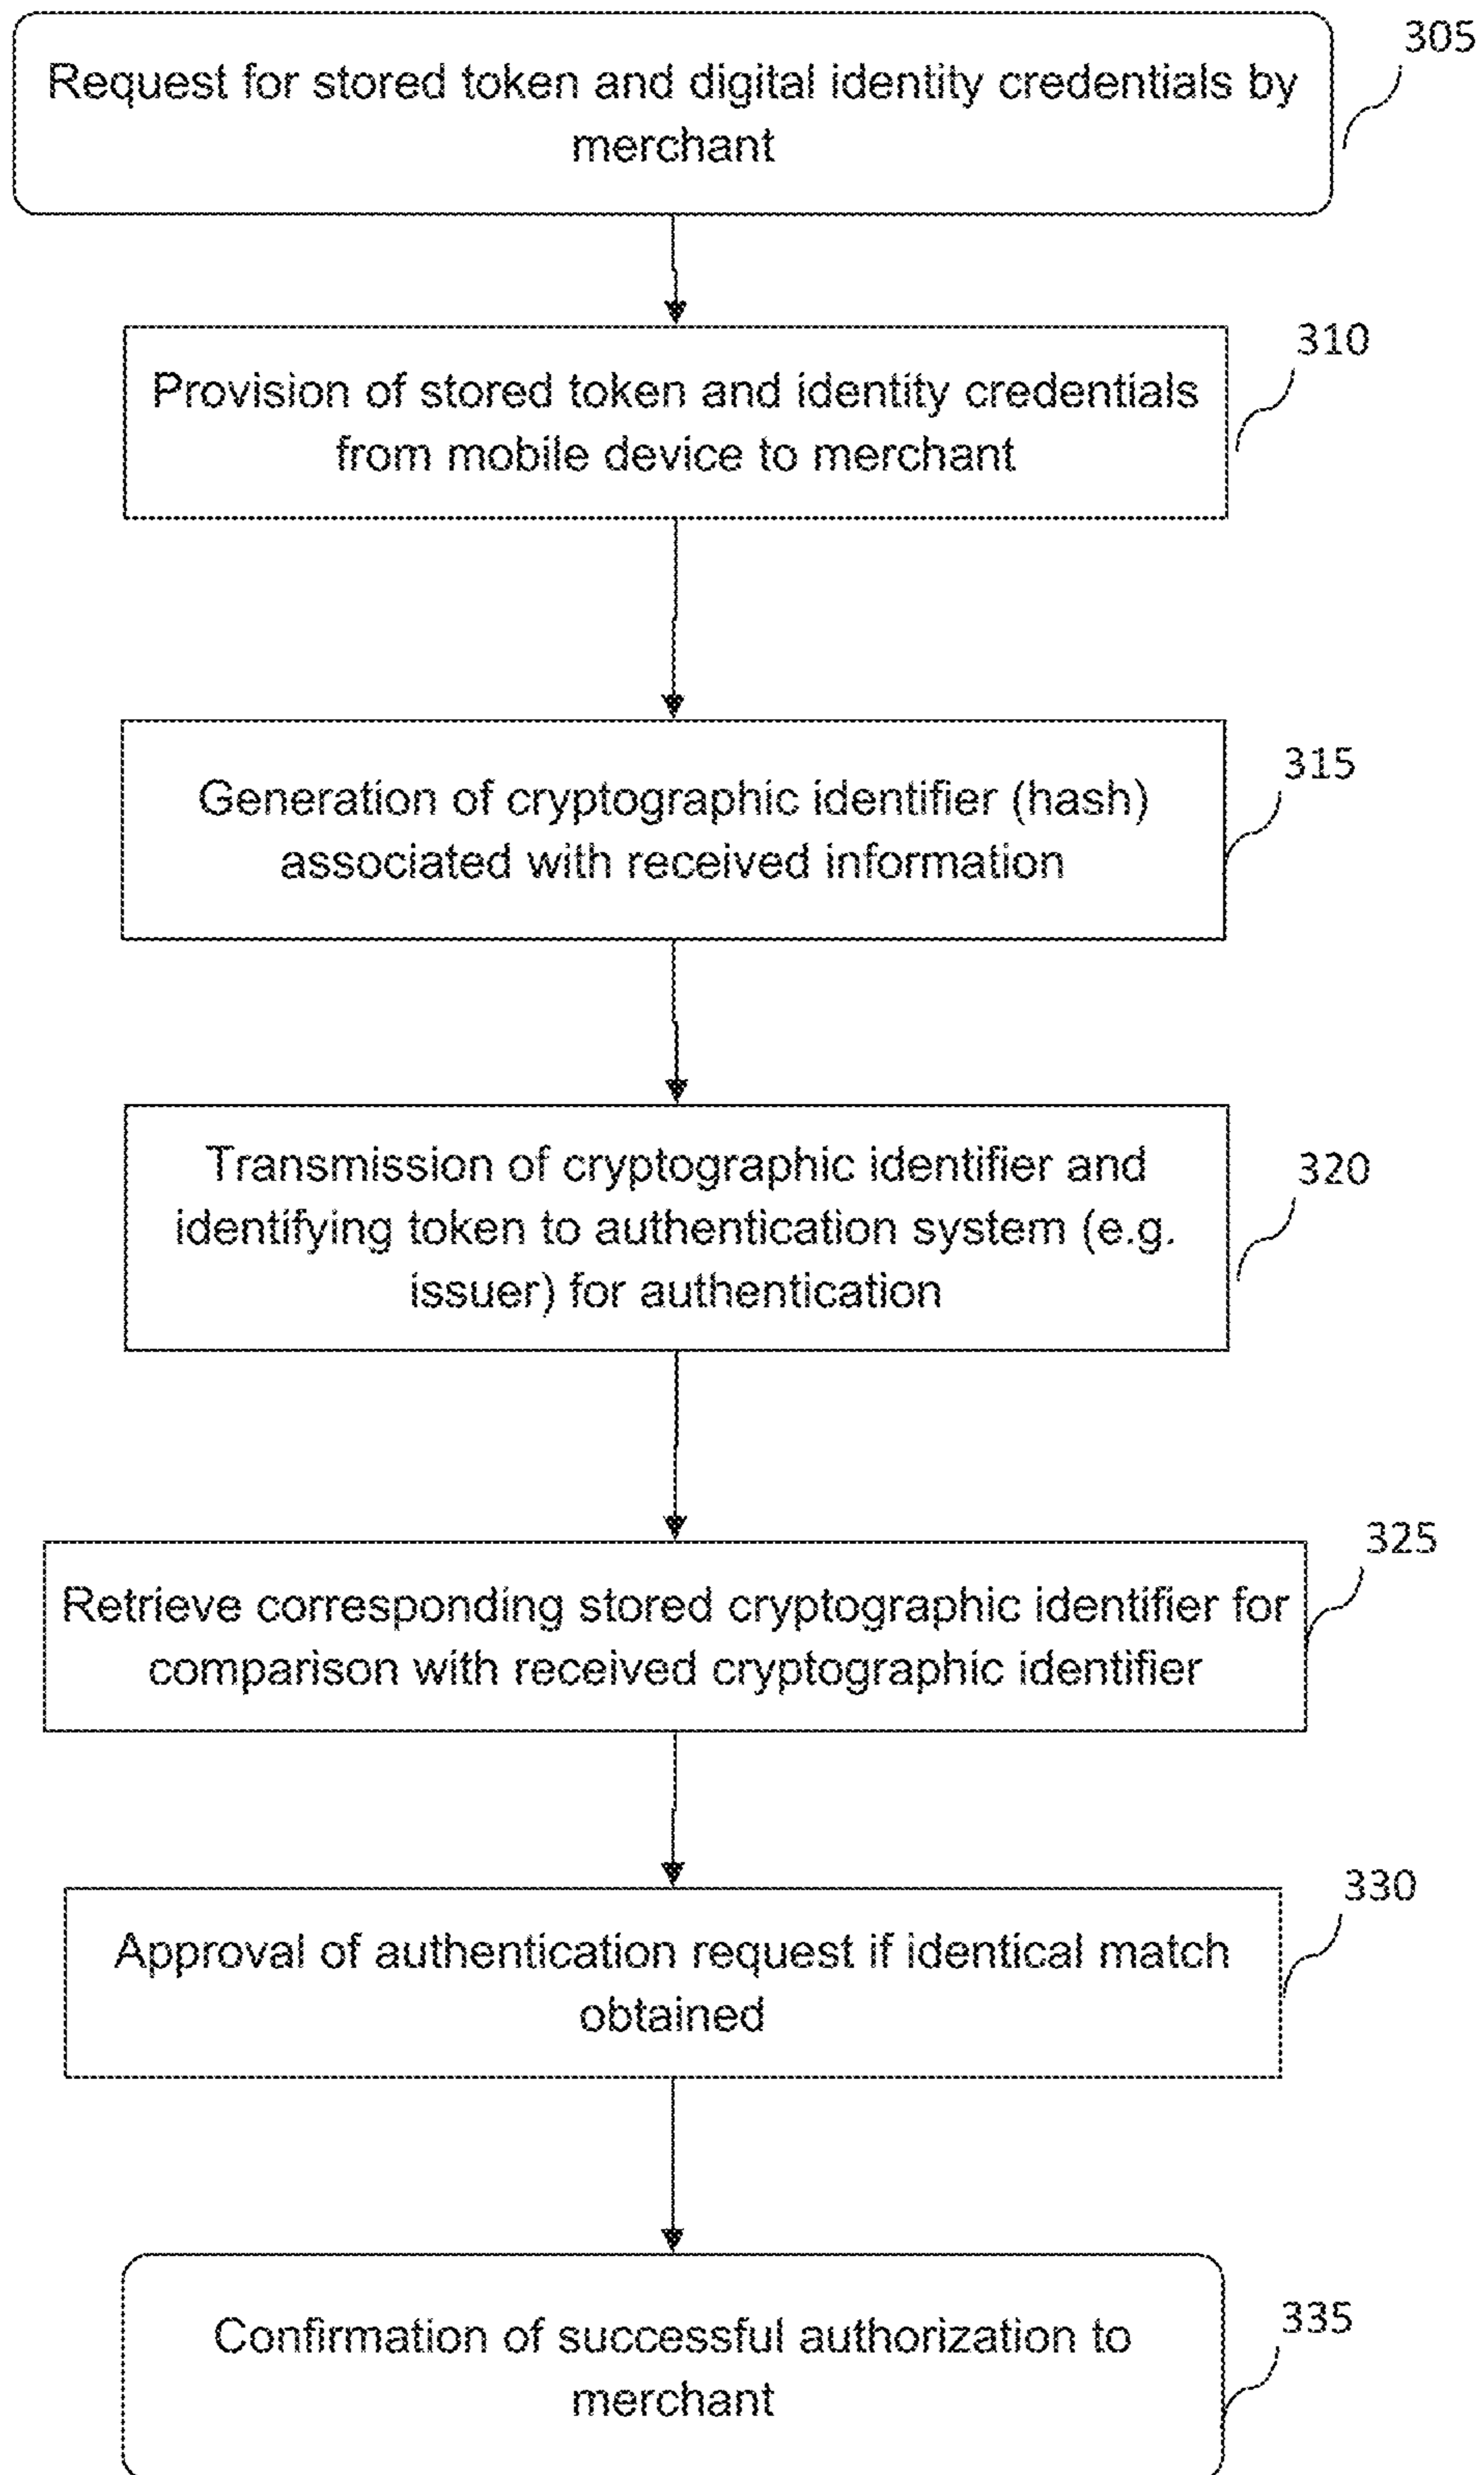 305
Request for stored token and digital identity credentials by
merchant
310
Provision of stored token and identity credentials
from mobile device to merchant
315
Generation of cryptographic identifier (hash)
associated with received information
320
Transmission of cryptographic identifier and
identifying token to authentication system (e.g.
issuer) for authentication
325
Retrieve corresponding stored cryptographic identifier for
comparison with received cryptographic identifier
330
Approval of authentication request if identical match
obtained
335
Confirmation of successful authorization to
merchant